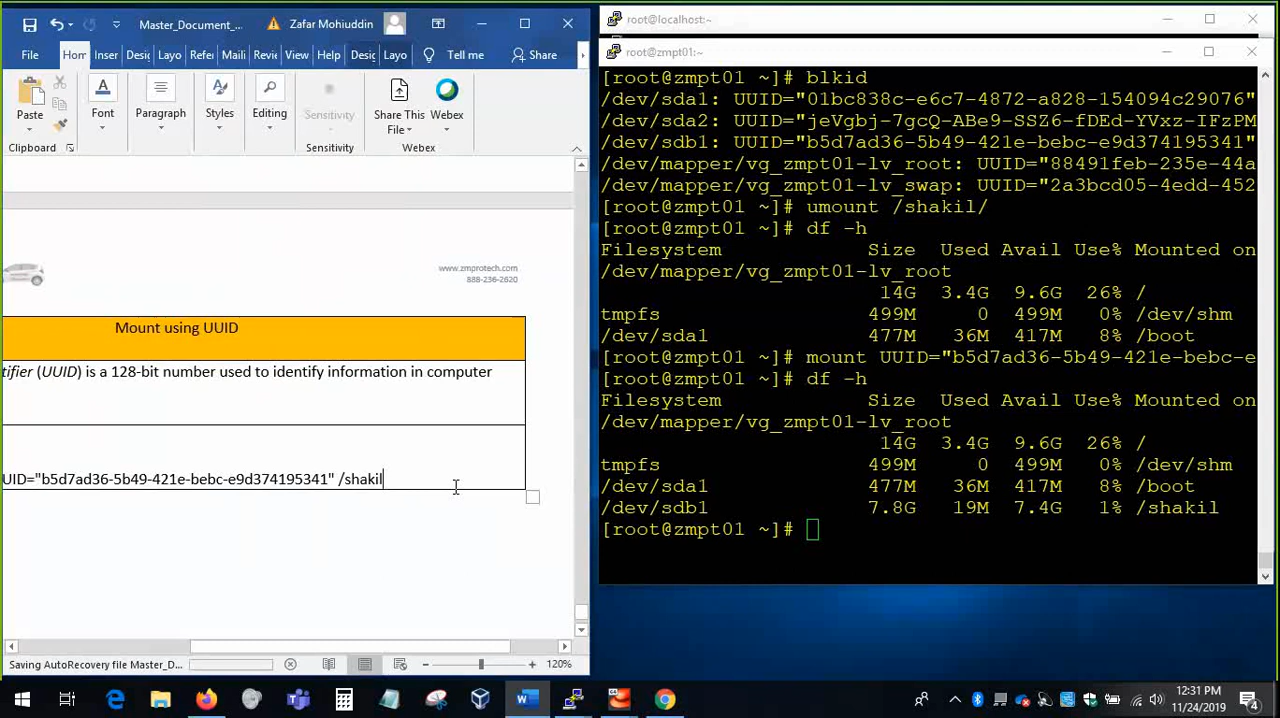 Master_Document_...
Zafar Mohiuddin
File
Hom
Inser
Desig
Layo
Refer
Maili
Revie
View
Help
Desig
Layo
Tell me
Share
Paste
Font
Paragraph
Styles
Editing
Sensitivity
Share This File
Webex
Clipboard
Sensitivity
Webex
www.zmprotech.com
888-236-2620
Mount using UUID
tifier (UUID) is a 128-bit number used to identify information in computer
UID="b5d7ad36-5b49-421e-bebc-e9d374195341" /shakil
Saving AutoRecovery file Master_D...
120%
root@localhost:~
root@zmpt01:~
[root@zmpt01 ~]# blkid
/dev/sda1: UUID="01bc838c-e6c7-4872-a828-154094c29076"
/dev/sda2: UUID="jeVgbj-7gcQ-ABe9-SSZ6-fDEd-YVxz-IFzPM
/dev/sdb1: UUID="b5d7ad36-5b49-421e-bebc-e9d374195341"
/dev/mapper/vg_zmpt01-lv_root: UUID="88491feb-235e-44a
/dev/mapper/vg_zmpt01-lv_swap: UUID="2a3bcd05-4edd-452
[root@zmpt01 ~]# umount /shakil/
[root@zmpt01 ~]# df -h
Filesystem Size Used Avail Use% Mounted on
/dev/mapper/vg_zmpt01-lv_root
14G 3.4G 9.6G 26% /
tmpfs 499M 0 499M 0% /dev/shm
/dev/sda1 477M 36M 417M 8% /boot
[root@zmpt01 ~]# mount UUID="b5d7ad36-5b49-421e-bebc-e
[root@zmpt01 ~]# df -h
Filesystem Size Used Avail Use% Mounted on
/dev/mapper/vg_zmpt01-lv_root
14G 3.4G 9.6G 26% /
tmpfs 499M 0 499M 0% /dev/shm
/dev/sda1 477M 36M 417M 8% /boot
/dev/sdb1 7.8G 19M 7.4G 1% /shakil
[root@zmpt01 ~]#
12:31 PM
11/24/2019
4